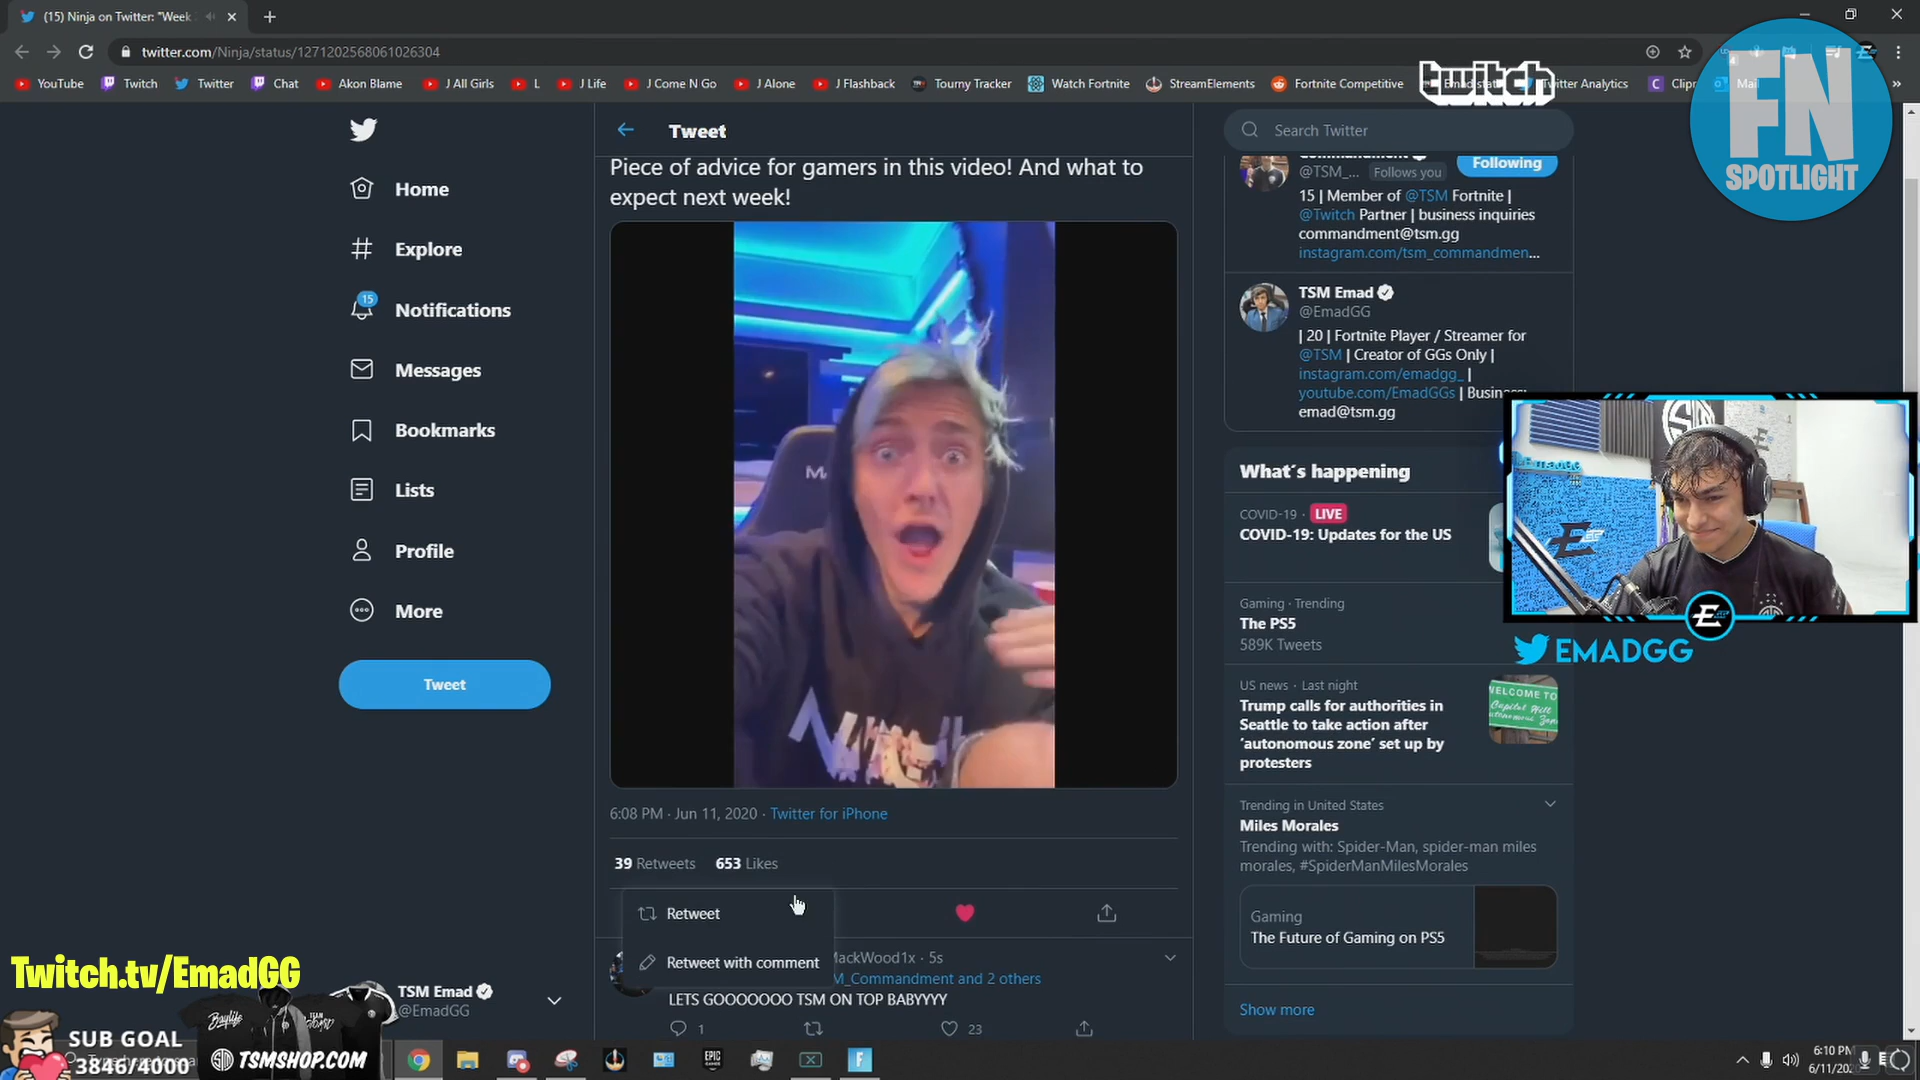 (15) Ninja on Twitter: "Week
twitter.com/Ninja/status/1271202568061026304
YouTube
Twitch
Twitter
Chat
Akon Blame
J All Girls
L
J Life
J Come N Go
J Alone
J Flashback
Tourny Tracker
Watch Fortnite
StreamElements
Fortnite Competitive
Twitter Analytics
Mail
twitch
FN
SPOTLIGHT
Home
Explore
15
Notifications
Messages
Bookmarks
Lists
Profile
More
Tweet
TSM Emad
@EmadGG
Tweet
Piece of advice for gamers in this video! And what to
expect next week!
6:08 PM · Jun 11, 2020 · Twitter for iPhone
39 Retweets 653 Likes
Retweet
Retweet with comment
MackWood1x · 5s
M_Commandment and 2 others
LETS GOOOOOOO TSM ON TOP BABYYYY
1
23
Search Twitter
@TSM_... Follows you
Following
15 | Member of @TSM Fortnite |
@Twitch Partner | business inquiries
commandment@tsm.gg
instagram.com/tsm_commandmen...
TSM Emad
@EmadGG
| 20 | Fortnite Player / Streamer for
@TSM | Creator of GGs Only |
instagram.com/emadgg_ |
youtube.com/EmadGGs | Business:
emad@tsm.gg
What's happening
COVID-19 · LIVE
COVID-19: Updates for the US
Gaming · Trending
The PS5
589K Tweets
US news · Last night
Trump calls for authorities in
Seattle to take action after
'autonomous zone' set up by
protesters
WELCOME TO
Capitol Hill
Trending in United States
Miles Morales
Trending with: Spider-Man, spider-man miles
morales, #SpiderManMilesMorales
Gaming
The Future of Gaming on PS5
Show more
EMADGG
Twitch.tv/EmadGG
SUB GOAL
3846/4000
Baylife
TSMSHOP.COM
EPIC
6:10 PM